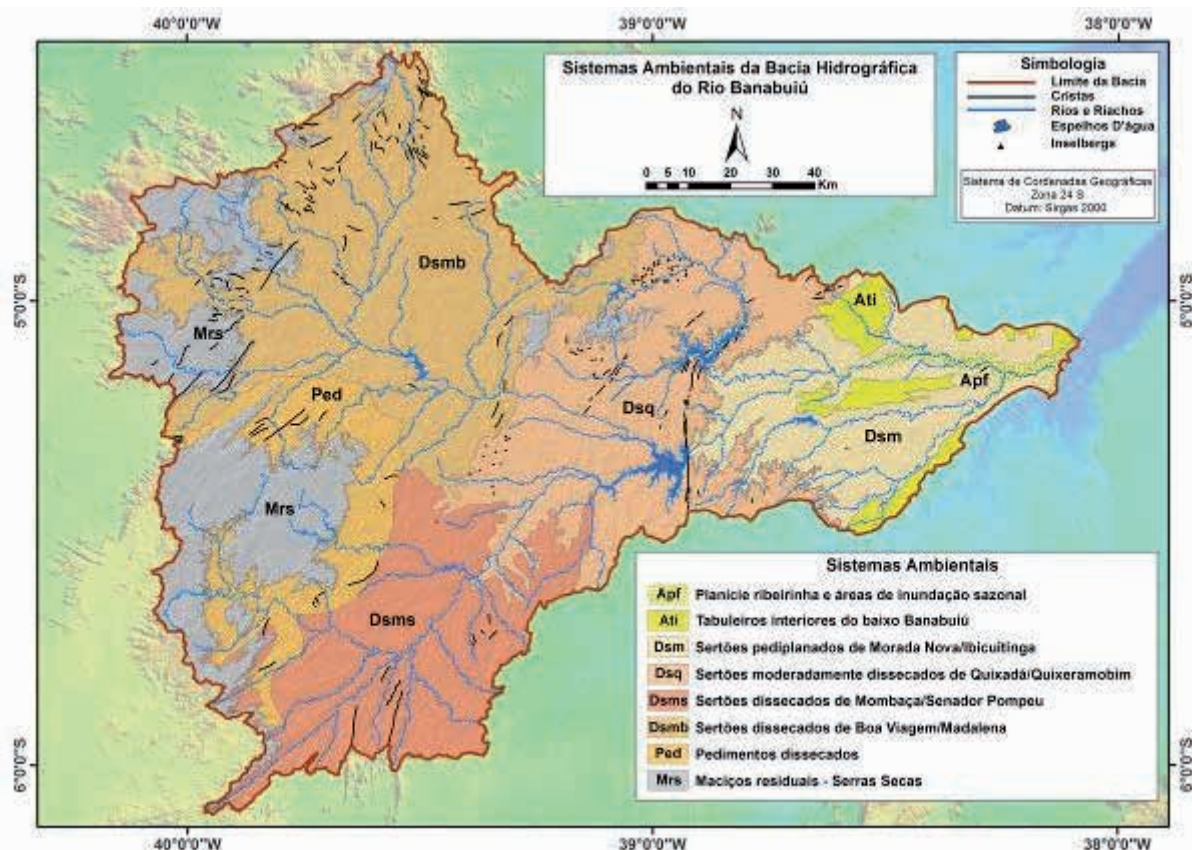 40°0'0"W 39°0'0"W 38°0'0"W
Sistemas Ambientais da Bacia Hidrográfica
do Rio Banabuiú
N
0 5 10 20 30 40
Km
Simbologia
Limite da Bacia
Cristas
Rios e Riachos
Espelhos D'água
Inselbergs
Sistema de Cordenadas Geográficas
Zona 24 S
Datum: Sirgas 2000
5°0'0"S
5°0'0"S
Dsmb
Ati
Mrs
Apf
Ped
Dsq
Dsm
Mrs
Dsms
Sistemas Ambientais
Apf Planície ribeirinha e áreas de inundação sazonal
Ati Tabuleiros interiores do baixo Banabuiú
Dsm Sertões pediplanados de Morada Nova/Ibicuitinga
Dsq Sertões moderadamente dissecados de Quixadá/Quixeramobim
Dsms Sertões dissecados de Mombaça/Senador Pompeu
Dsmb Sertões dissecados de Boa Viagem/Madalena
Ped Pedimentos dissecados
Mrs Maciços residuais - Serras Secas
6°0'0"S
6°0'0"S
40°0'0"W 39°0'0"W 38°0'0"W